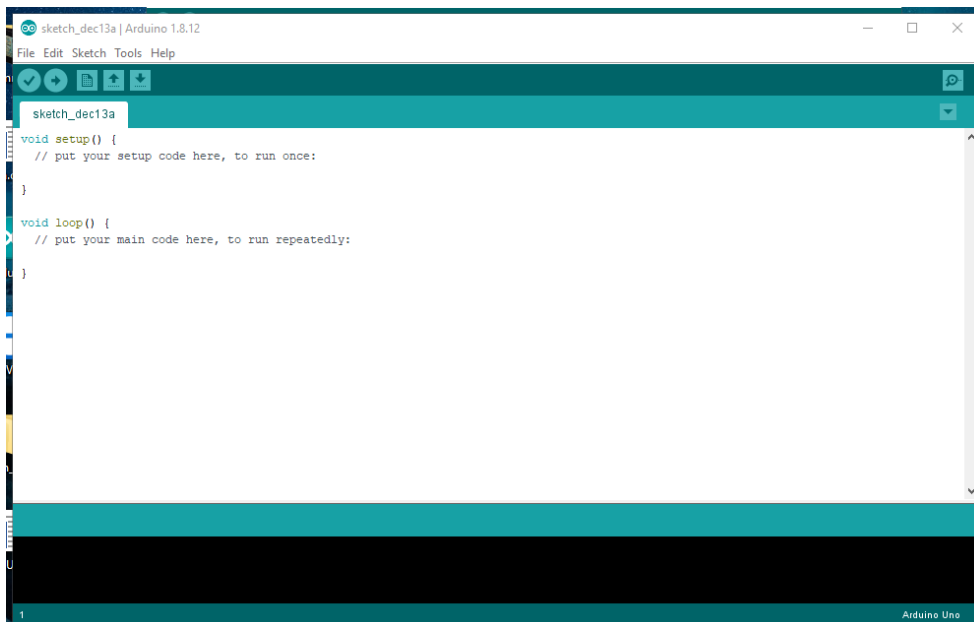 sketch_dec13a | Arduino 1.8.12
File Edit Sketch Tools Help
sketch_dec13a
void setup() {
// put your setup code here, to run once:
}
void loop() {
// put your main code here, to run repeatedly:
}
1
Arduino Uno